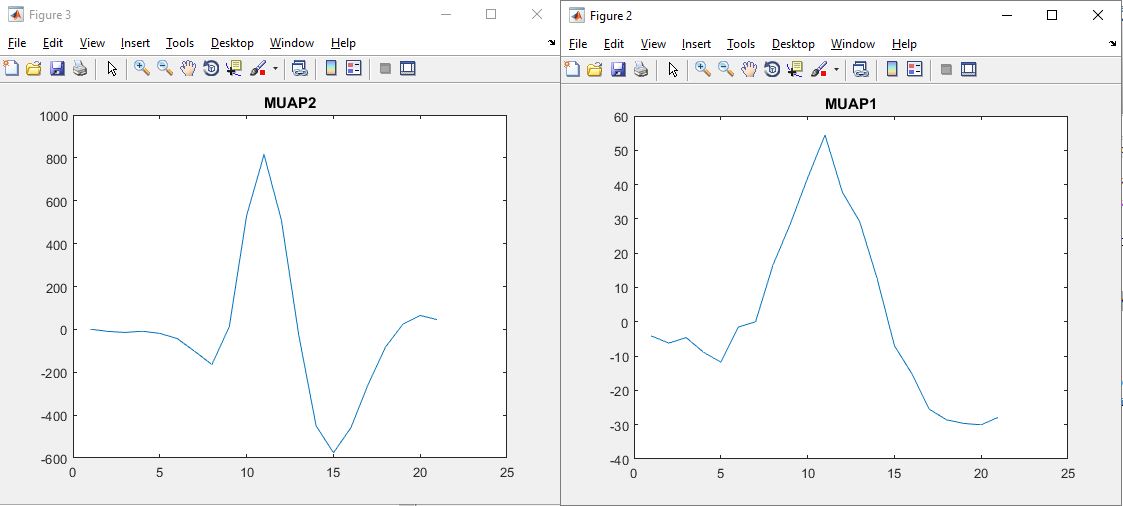 Figure 3
File Edit View Insert Tools Desktop Window Help
MUAP2
1000
800
600
400
200
0
-200
-400
-600
0 5 10 15 20 25
Figure 2
File Edit View Insert Tools Desktop Window Help
MUAP1
60
50
40
30
20
10
0
-10
-20
-30
-40
0 5 10 15 20 25